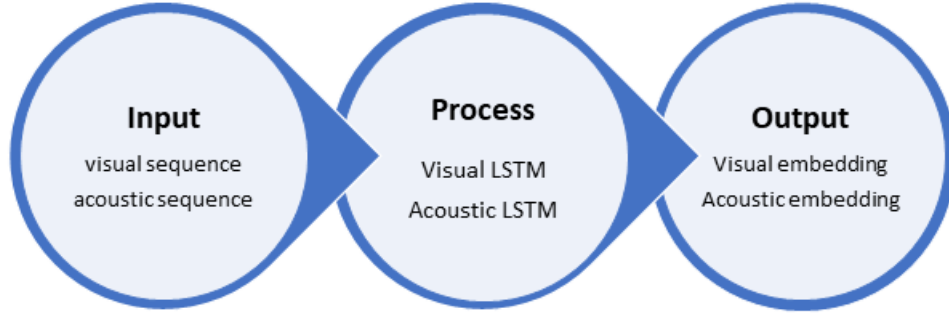 Input
visual sequence
acoustic sequence
Process
Visual LSTM
Acoustic LSTM
Output
Visual embedding
Acoustic embedding